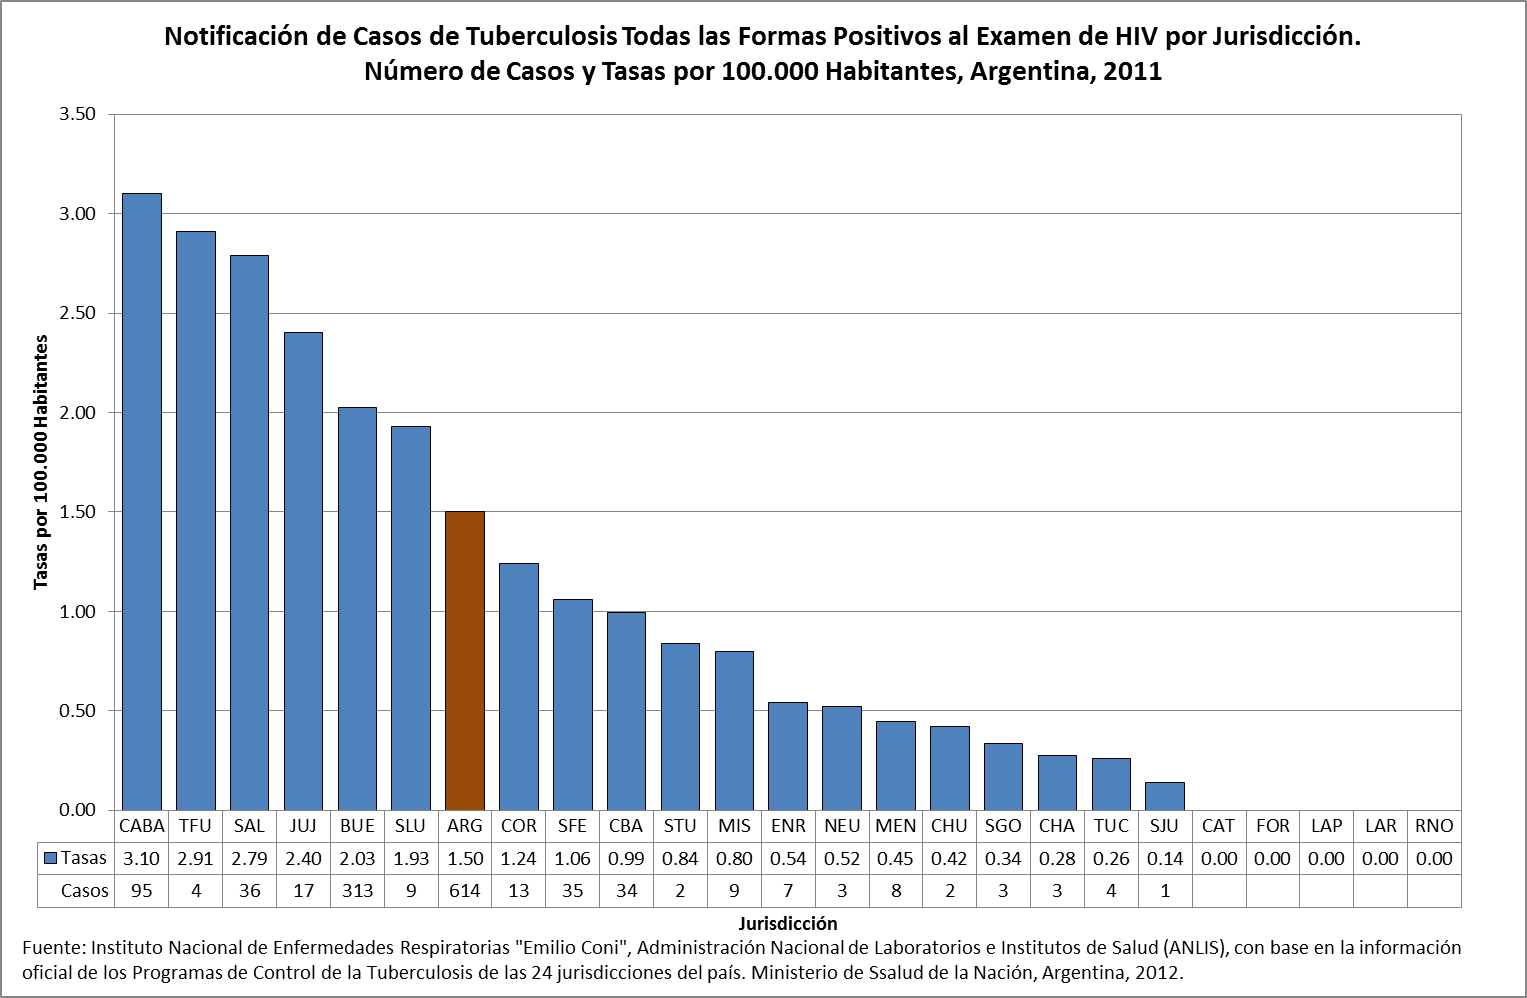 Notificación de Casos de Tuberculosis Todas las Formas Positivos al Examen de HIV por Jurisdicción.
Número de Casos y Tasas por 100.000 Habitantes, Argentina, 2011
Tasas por 100.000 Habitantes
3.50
3.00
2.50
2.00
1.50
1.00
0.50
0.00
CABA TFU SAL JUJ BUE SLU ARG COR SFE CBA STU MIS ENR NEU MEN CHU SGO CHA TUC SJU CAT FOR LAP LAR RNO
Tasas 3.10 2.91 2.79 2.40 2.03 1.93 1.50 1.24 1.06 0.99 0.84 0.80 0.54 0.52 0.45 0.42 0.34 0.28 0.26 0.14 0.00 0.00 0.00 0.00 0.00
Casos 95 4 36 17 313 9 614 13 35 34 2 9 7 3 8 2 3 3 4 1
Jurisdicción
Fuente: Instituto Nacional de Enfermedades Respiratorias "Emilio Coni", Administración Nacional de Laboratorios e Institutos de Salud (ANLIS), con base en la información
oficial de los Programas de Control de la Tuberculosis de las 24 jurisdicciones del país. Ministerio de Ssalud de la Nación, Argentina, 2012.